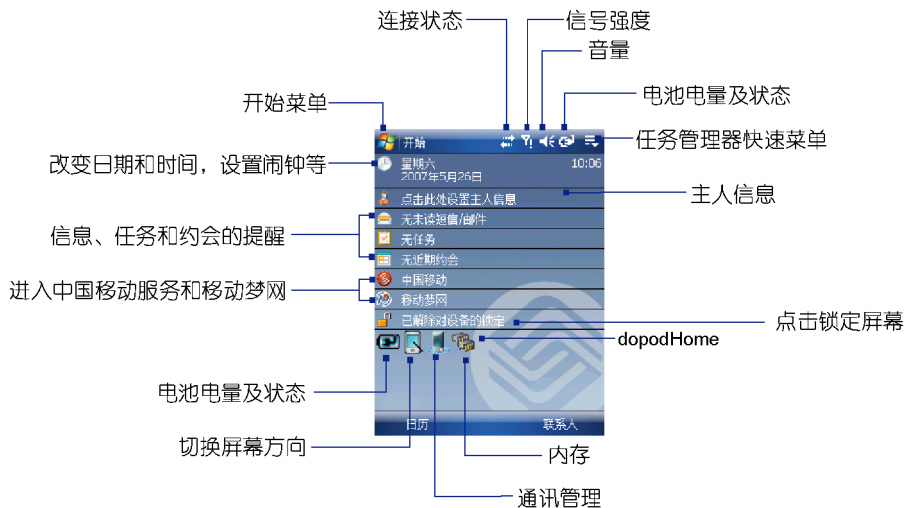 连接状态
信号强度
音量
电池电量及状态
开始菜单
任务管理器快速菜单
开始
改变日期和时间，设置闹钟等
星期六
10:06
2007年5月26日
主人信息
点击此处设置主人信息
无未读短信/邮件
信息、任务和约会的提醒
无任务
无近期约会
进入中国移动服务和移动梦网
中国移动
移动梦网
已解除对设备的锁定
点击锁定屏幕
dopodHome
电池电量及状态
日历
联系人
切换屏幕方向
内存
通讯管理